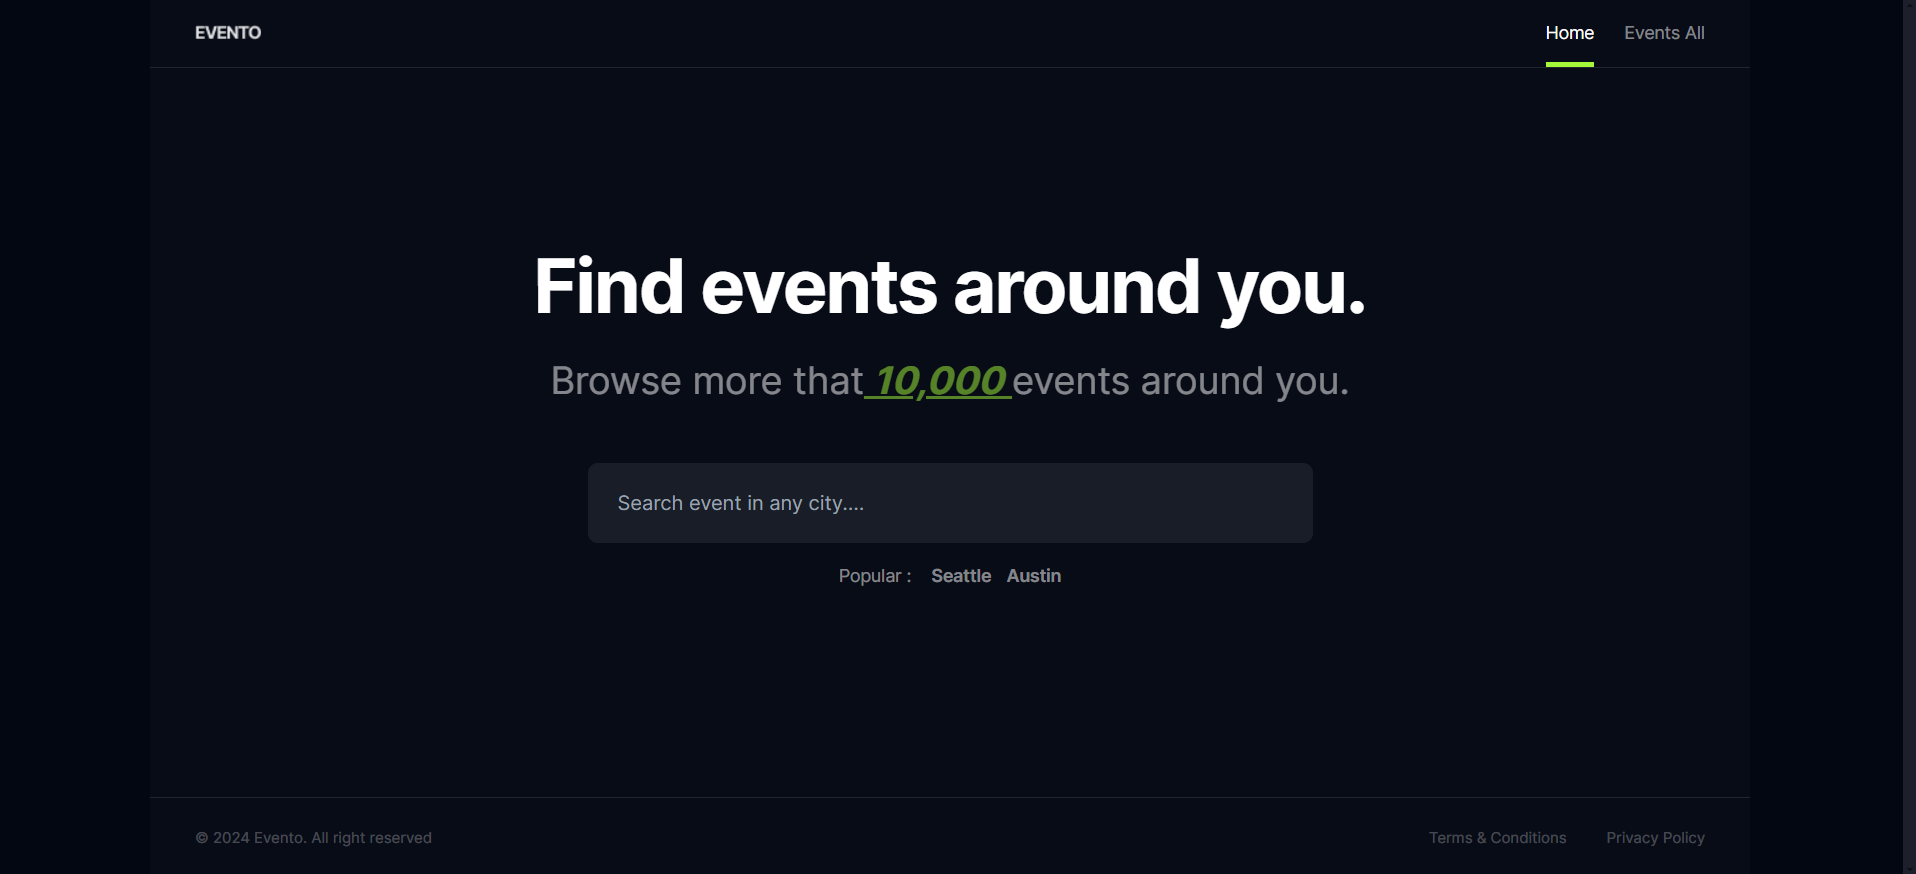 EVENTO
Home Events All
Find events around you.
Browse more that 10,000 events around you.
Search event in any city....
Popular : Seattle Austin
© 2024 Evento. All right reserved
Terms & Conditions Privacy Policy